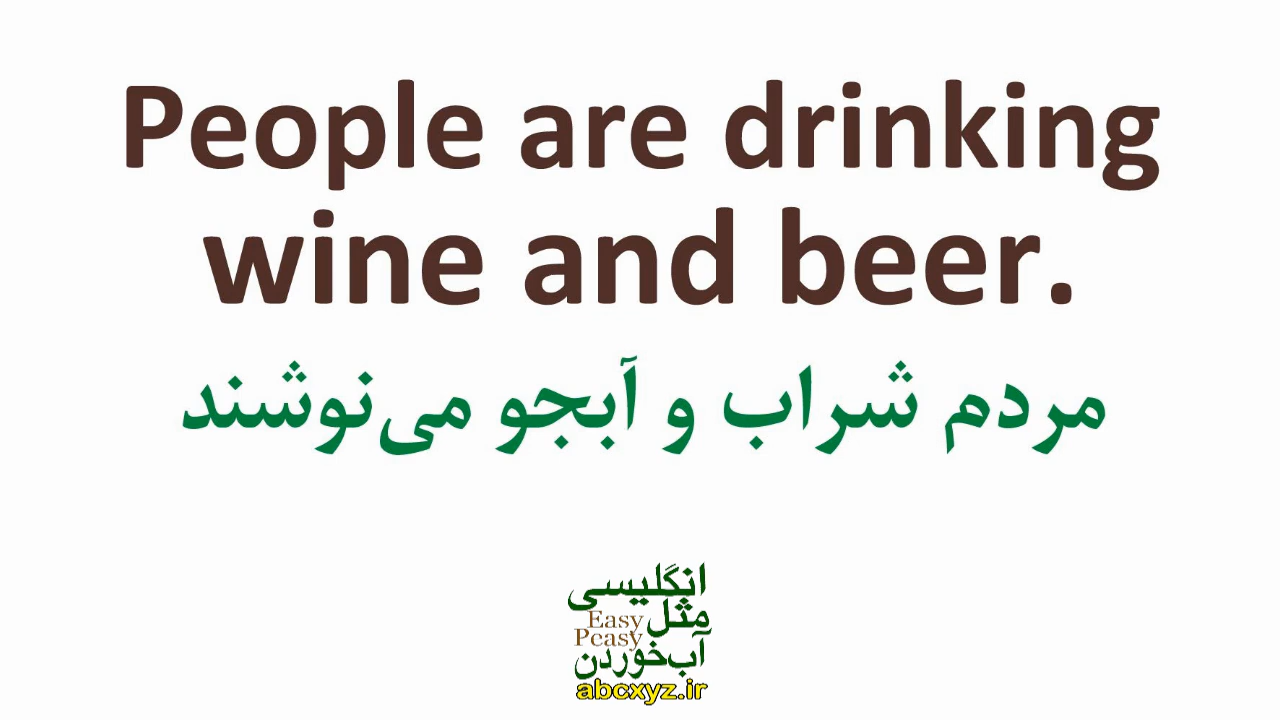 People are drinking
wine and beer.
مردم شراب و آبجو می‌نوشند
انگلیسی
مثل
Easy
Peasy
آب‌خوردن
abcxyz.ir